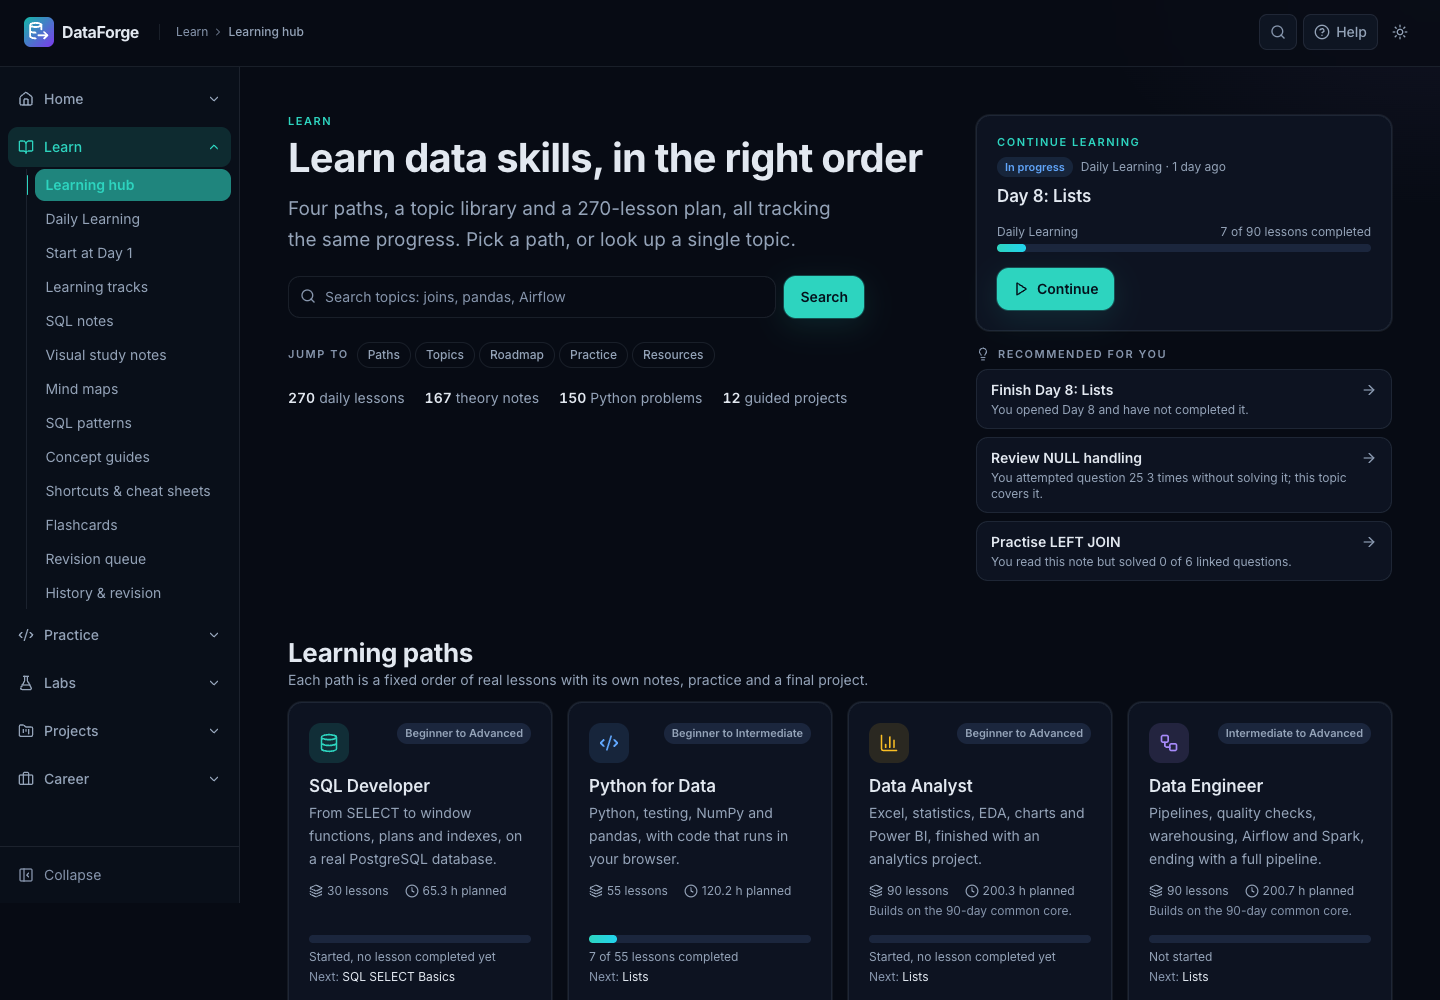 DataForge
Learn > Learning hub
Help
Home
Learn
Learning hub
Daily Learning
Start at Day 1
Learning tracks
SQL notes
Visual study notes
Mind maps
SQL patterns
Concept guides
Shortcuts & cheat sheets
Flashcards
Revision queue
History & revision
Practice
Labs
Projects
Career
Collapse
LEARN
Learn data skills, in the right order
Four paths, a topic library and a 270-lesson plan, all tracking
the same progress. Pick a path, or look up a single topic.
Search topics: joins, pandas, Airflow
Search
JUMP TO Paths Topics Roadmap Practice Resources
270 daily lessons 167 theory notes 150 Python problems 12 guided projects
CONTINUE LEARNING
In progress Daily Learning · 1 day ago
Day 8: Lists
Daily Learning 7 of 90 lessons completed
Continue
RECOMMENDED FOR YOU
Finish Day 8: Lists
You opened Day 8 and have not completed it.
Review NULL handling
You attempted question 25 3 times without solving it; this topic
covers it.
Practise LEFT JOIN
You read this note but solved 0 of 6 linked questions.
Learning paths
Each path is a fixed order of real lessons with its own notes, practice and a final project.
Beginner to Advanced
SQL Developer
From SELECT to window
functions, plans and indexes, on
a real PostgreSQL database.
30 lessons 65.3 h planned
Started, no lesson completed yet
Next: SQL SELECT Basics
Beginner to Intermediate
Python for Data
Python, testing, NumPy and
pandas, with code that runs in
your browser.
55 lessons 120.2 h planned
7 of 55 lessons completed
Next: Lists
Beginner to Advanced
Data Analyst
Excel, statistics, EDA, charts and
Power BI, finished with an
analytics project.
90 lessons 200.3 h planned
Builds on the 90-day common core.
Started, no lesson completed yet
Next: Lists
Intermediate to Advanced
Data Engineer
Pipelines, quality checks,
warehousing, Airflow and Spark,
ending with a full pipeline.
90 lessons 200.7 h planned
Builds on the 90-day common core.
Not started
Next: Lists